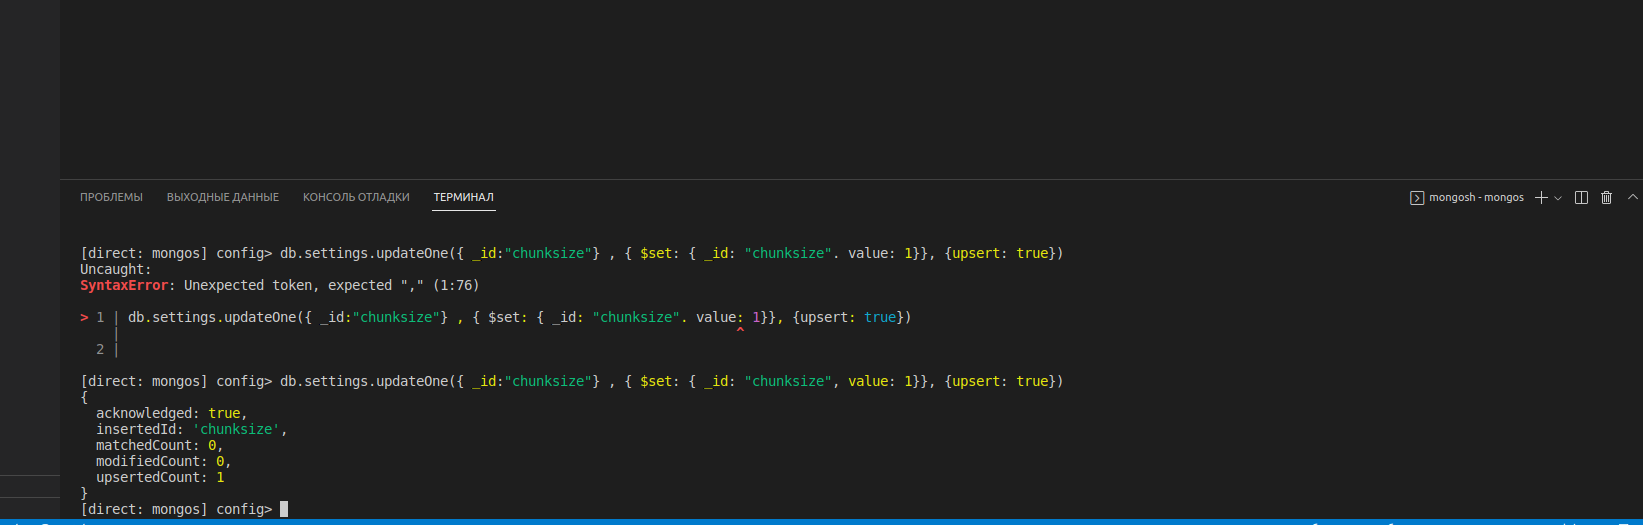 ПРОБЛЕМЫ ВЫХОДНЫЕ ДАННЫЕ КОНСОЛЬ ОТЛАДКИ ТЕРМИНАЛ mongosh - mongos
[direct: mongos] config> db.settings.updateOne({ _id:"chunksize"} , { $set: { _id: "chunksize". value: 1}}, {upsert: true})
Uncaught:
SyntaxError: Unexpected token, expected "," (1:76)
> 1 | db.settings.updateOne({ _id:"chunksize"} , { $set: { _id: "chunksize". value: 1}}, {upsert: true})
| ^
2 |
[direct: mongos] config> db.settings.updateOne({ _id:"chunksize"} , { $set: { _id: "chunksize", value: 1}}, {upsert: true})
{
acknowledged: true,
insertedId: 'chunksize',
matchedCount: 0,
modifiedCount: 0,
upsertedCount: 1
}
[direct: mongos] config>